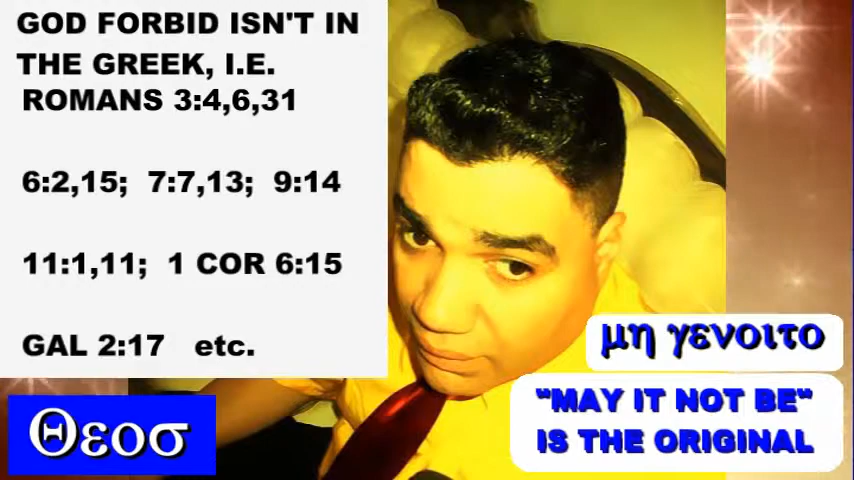 GOD FORBID ISN'T IN
THE GREEK, I.E.
ROMANS 3:4,6,31
6:2,15; 7:7,13; 9:14
11:1,11; 1 COR 6:15
GAL 2:17 etc.
μη γενοιτο
"MAY IT NOT BE"
IS THE ORIGINAL
Θεοσ